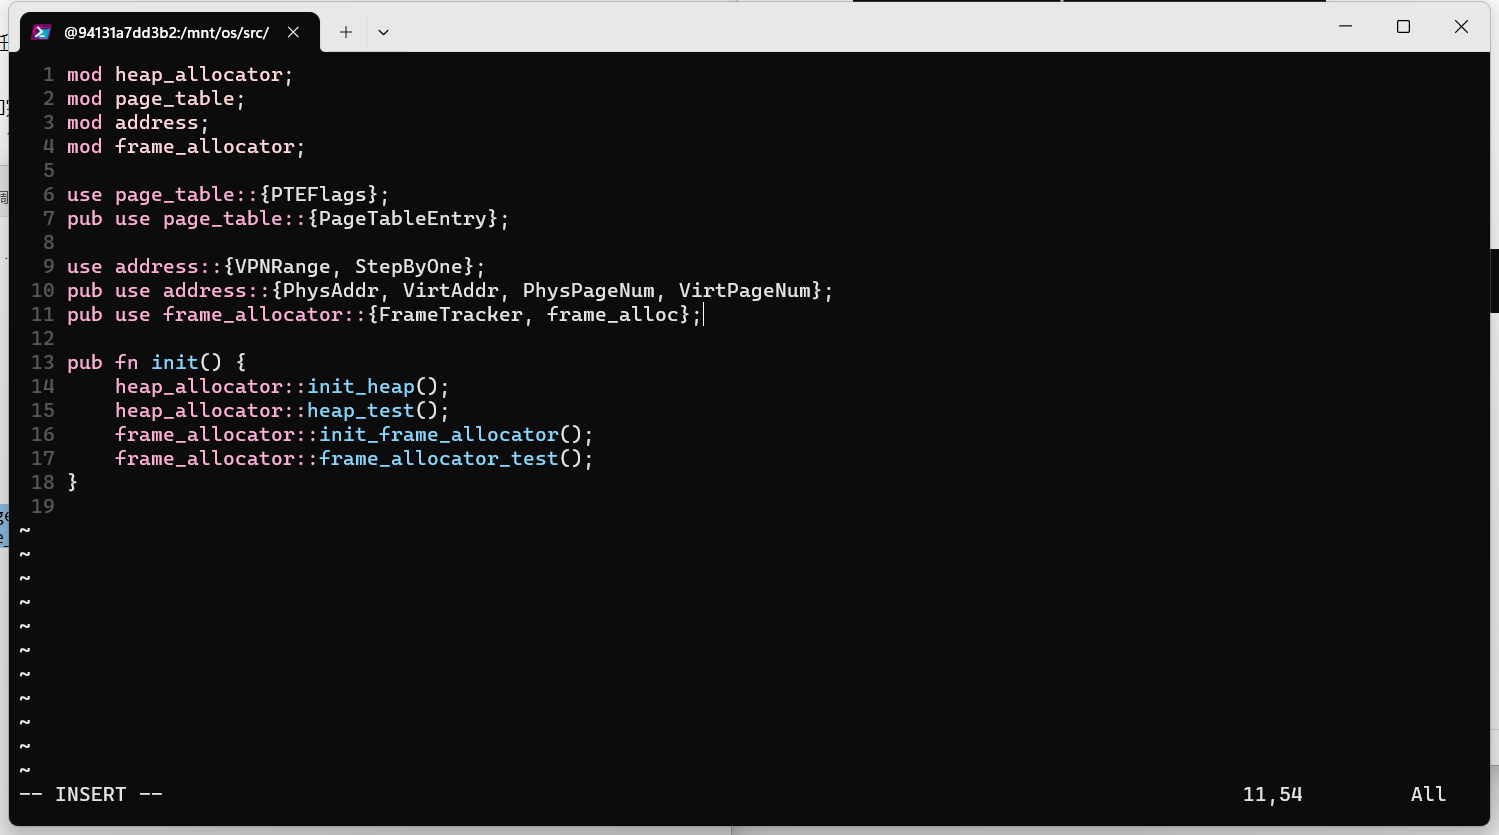 @94131a7dd3b2:/mnt/os/src/
1 mod heap_allocator;
2 mod page_table;
3 mod address;
4 mod frame_allocator;
5
6 use page_table::{PTEFlags};
7 pub use page_table::{PageTableEntry};
8
9 use address::{VPNRange, StepByOne};
10 pub use address::{PhysAddr, VirtAddr, PhysPageNum, VirtPageNum};
11 pub use frame_allocator::{FrameTracker, frame_alloc};
12
13 pub fn init() {
14     heap_allocator::init_heap();
15     heap_allocator::heap_test();
16     frame_allocator::init_frame_allocator();
17     frame_allocator::frame_allocator_test();
18 }
19
~
~
~
~
~
~
~
~
~
~
~
-- INSERT -- 11,54 All